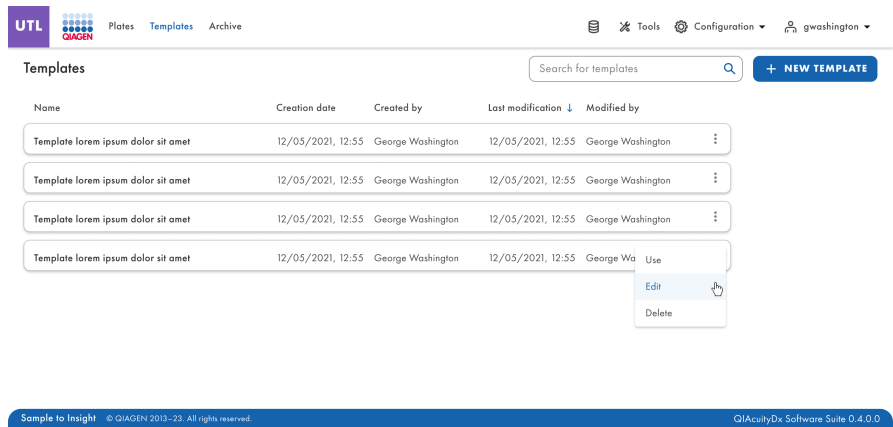 UTL QIAGEN Plates Templates Archive Tools Configuration gwashington
Templates Search for templates + NEW TEMPLATE
Name Creation date Created by Last modification ↓ Modified by
Template lorem ipsum dolor sit amet 12/05/2021, 12:55 George Washington 12/05/2021, 12:55 George Washington
Template lorem ipsum dolor sit amet 12/05/2021, 12:55 George Washington 12/05/2021, 12:55 George Washington
Template lorem ipsum dolor sit amet 12/05/2021, 12:55 George Washington 12/05/2021, 12:55 George Washington
Template lorem ipsum dolor sit amet 12/05/2021, 12:55 George Washington 12/05/2021, 12:55 George Wa
Use
Edit
Delete
Sample to Insight © QIAGEN 2013–23. All rights reserved. QIAcuityDx Software Suite 0.4.0.0